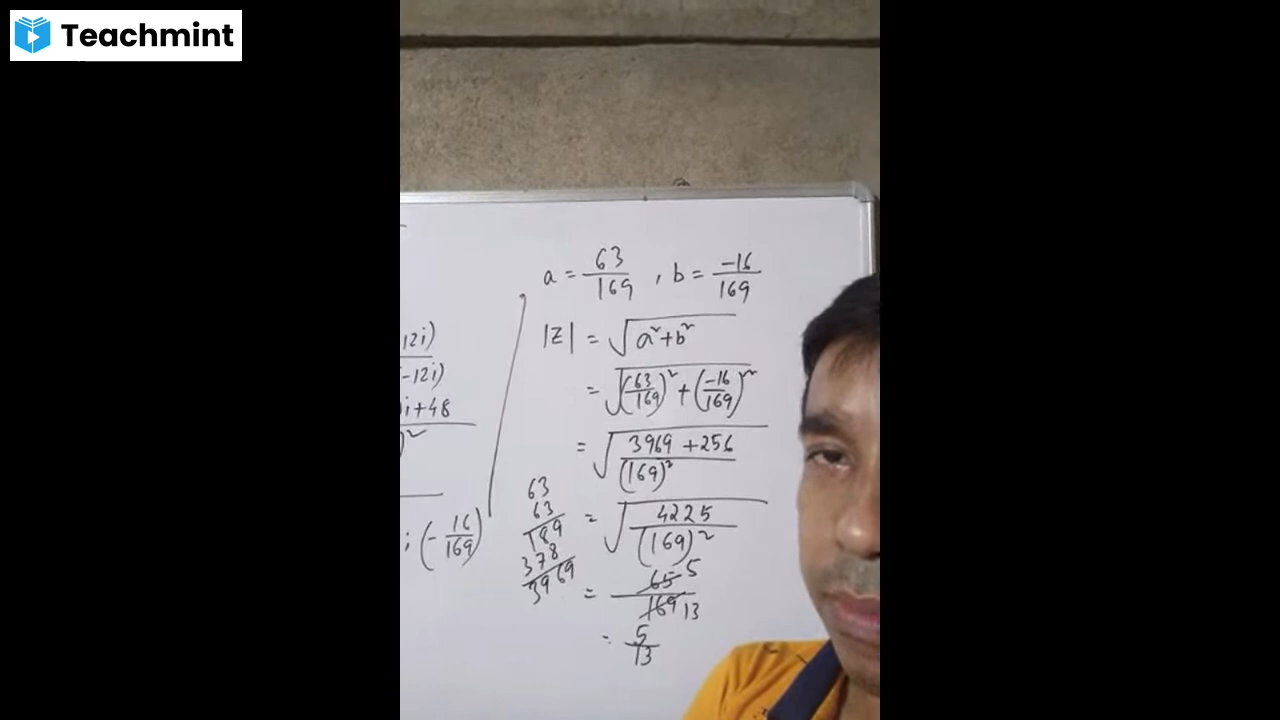 Teachmint
12i)
-12i)
i+48
)²
i(-16/169)
a = 63/169 , b = -16/169
|Z| = √(a²+b²)
= √((63/169)² + (-16/169)²)
= √((3969 + 256)/(169)²)
= √(4225/(169)²)
= 65/169 5/13
= 5/13
63
63
189
378
3969